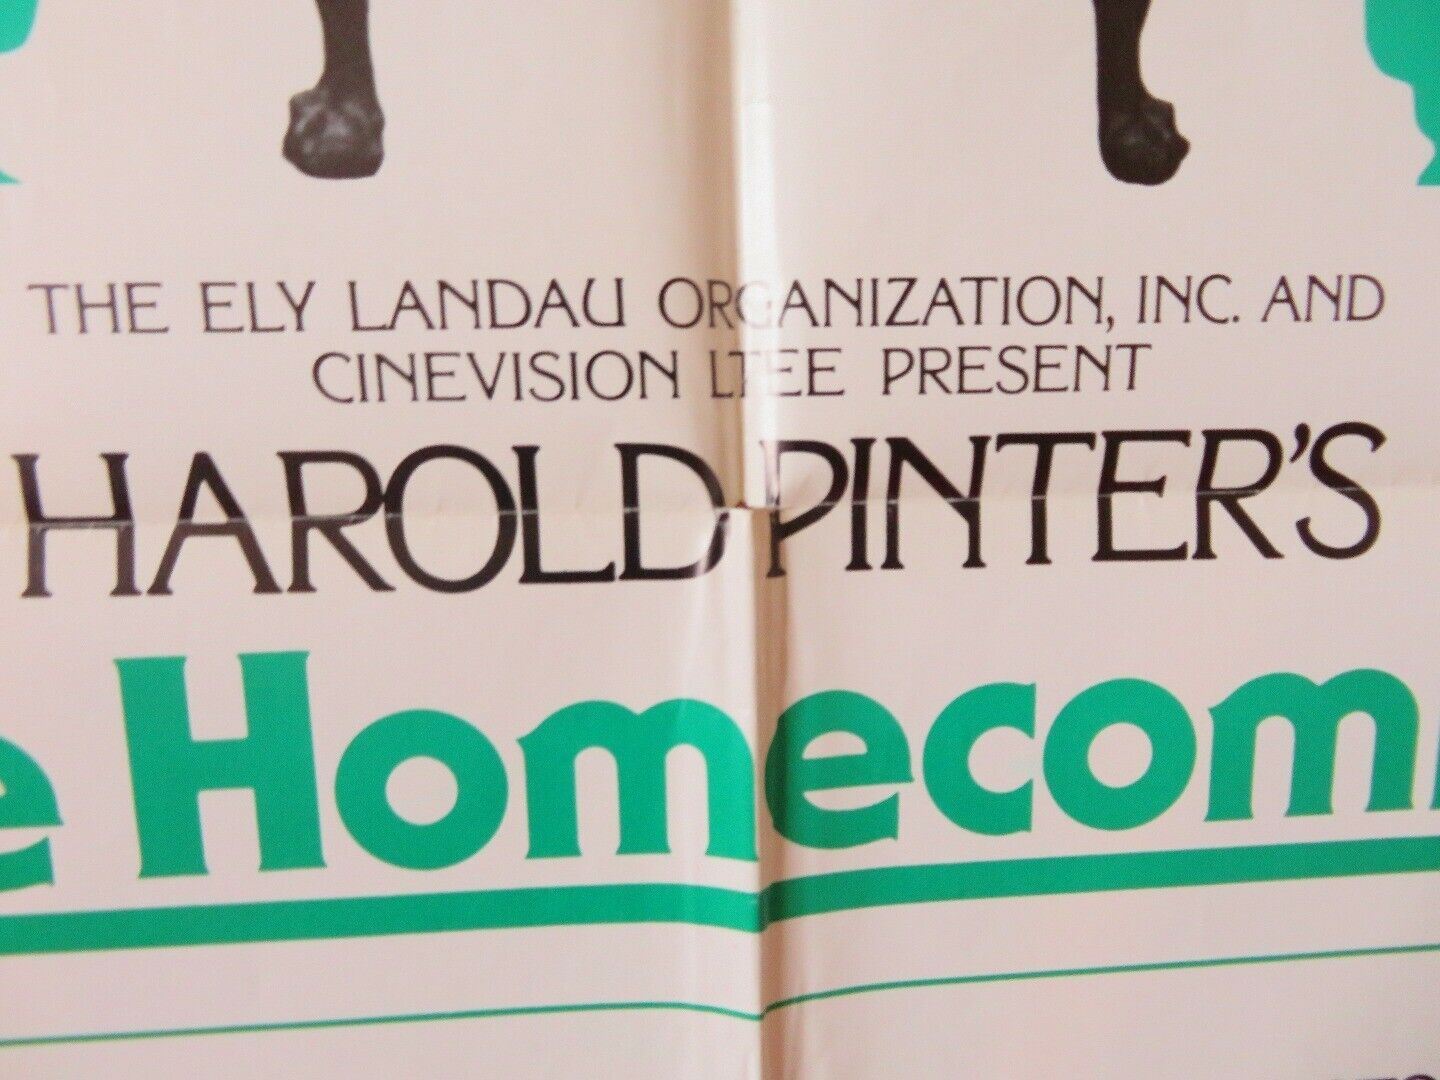 THE ELY LANDAU ORGANIZATION, INC. AND
CINEVISION LTEE PRESENT
HAROLD PINTER'S
e Homecom